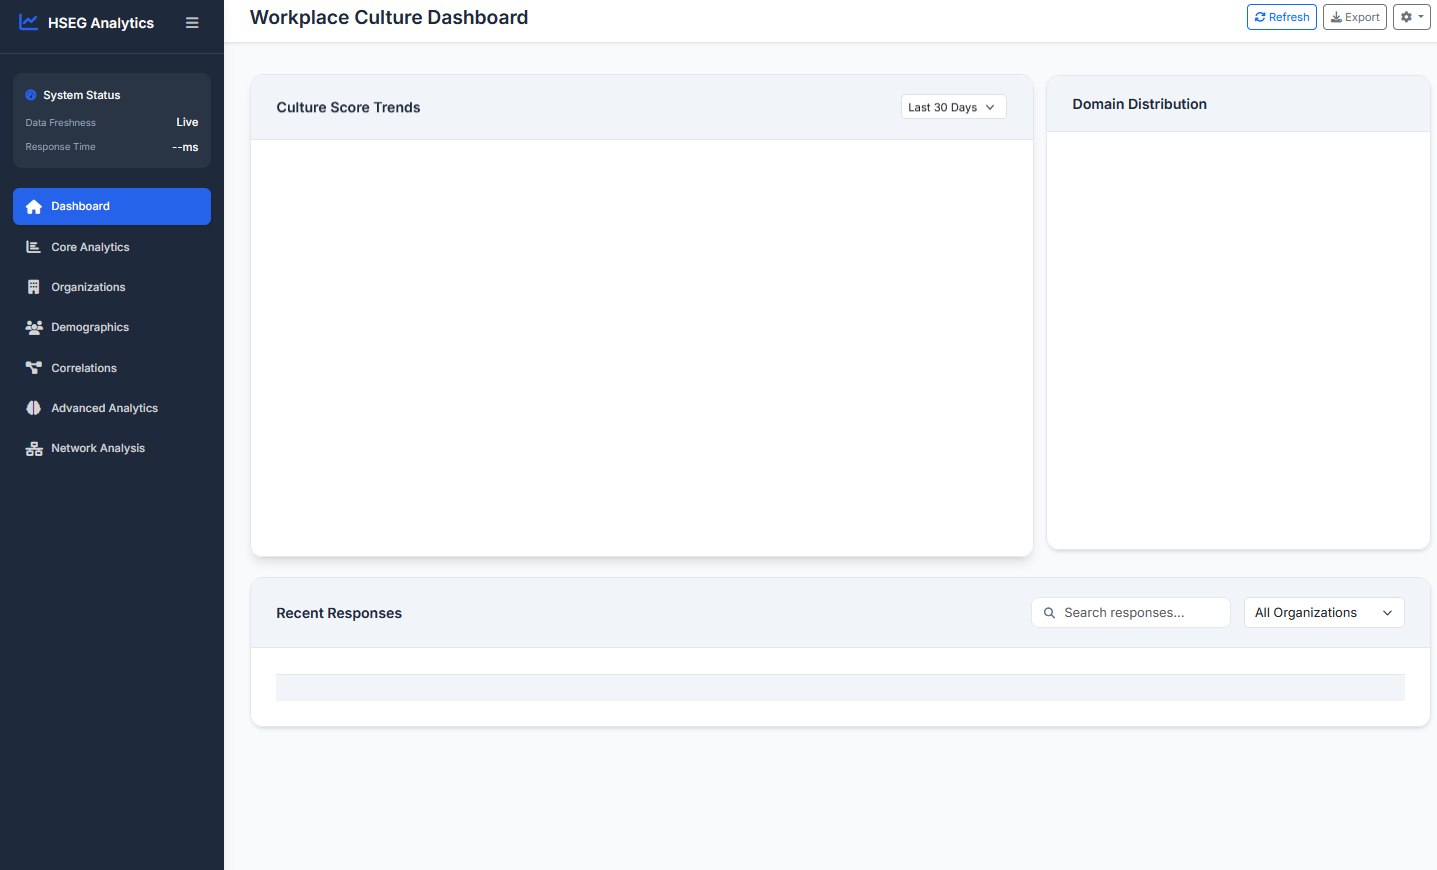 HSEG Analytics
System Status
Data Freshness Live
Response Time --ms
Dashboard
Core Analytics
Organizations
Demographics
Correlations
Advanced Analytics
Network Analysis
Workplace Culture Dashboard
Refresh
Export
Culture Score Trends
Last 30 Days
Domain Distribution
Recent Responses
Search responses...
All Organizations